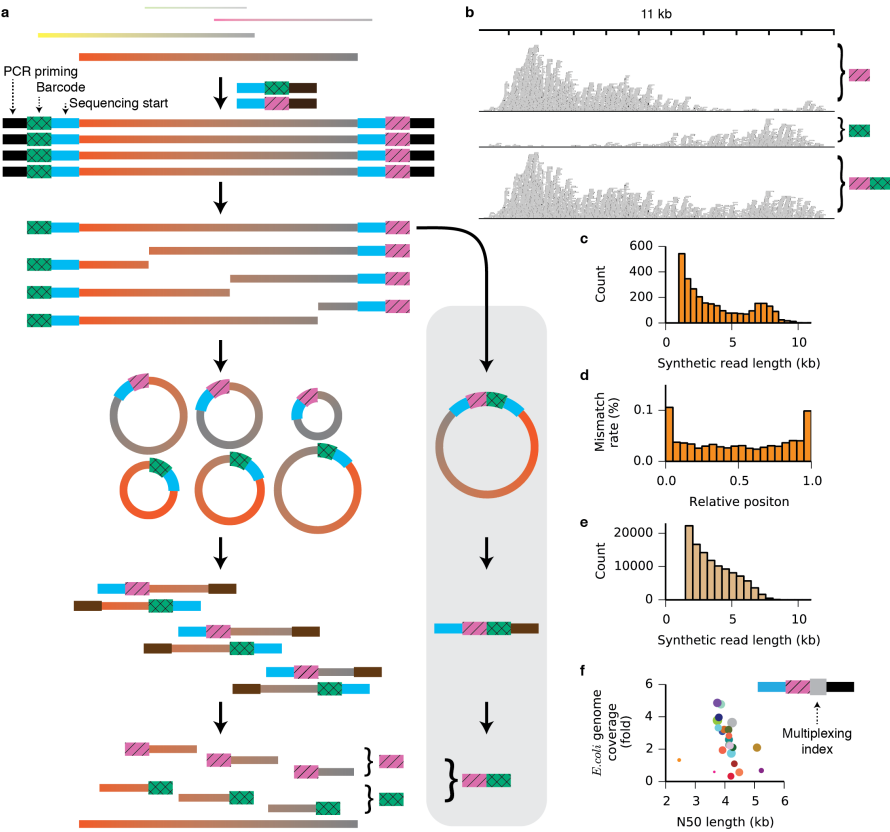 a
PCR priming
Barcode
Sequencing start
b
11 kb
c
600
400
200
0
Count
0 5 10
Synthetic read length (kb)
d
0.1
0.0
Mismatch
rate (%)
0.0 0.5 1.0
Relative positon
e
20000
10000
0
Count
0 5 10
Synthetic read length (kb)
f
6
4
2
0
E.coli genome
coverage
(fold)
2 3 4 5 6
N50 length (kb)
Multiplexing
index